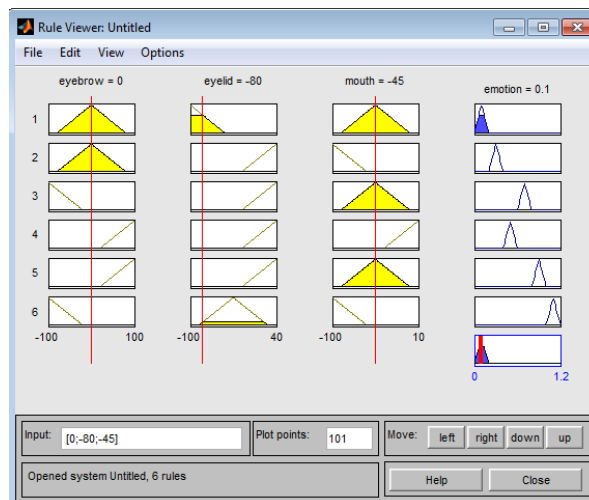 Rule Viewer: Untitled
File Edit View Options
eyebrow = 0 eyelid = -80 mouth = -45 emotion = 0.1
1
2
3
4
5
6
-100 100 -100 40 -100 10
0 1.2
Input: [0;-80;-45] Plot points: 101 Move: left right down up
Opened system Untitled, 6 rules Help Close